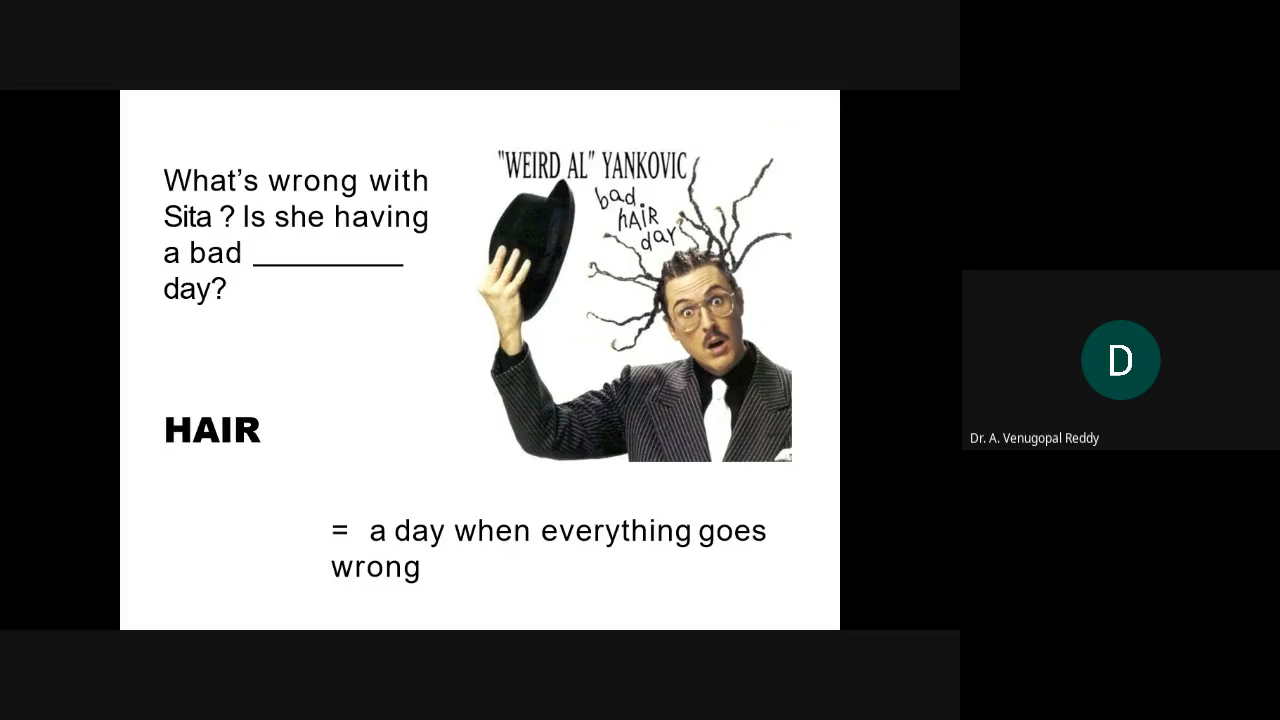 What’s wrong with
Sita ? Is she having
a bad _________
day?
"WEIRD AL" YANKOVIC
bad
hAiR
day
HAIR
= a day when everything goes
wrong
D
Dr. A. Venugopal Reddy